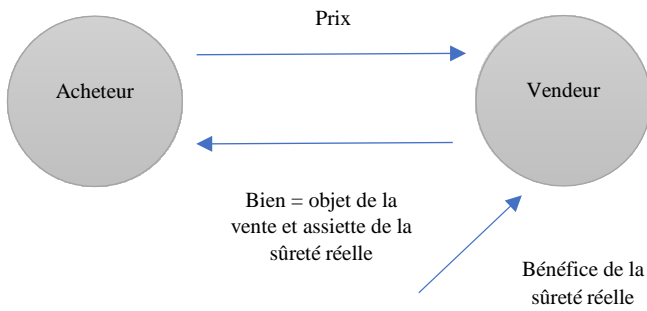 Prix
Acheteur
Vendeur
Bien = objet de la
vente et assiette de la
sûreté réelle
Bénéfice de la
sûreté réelle